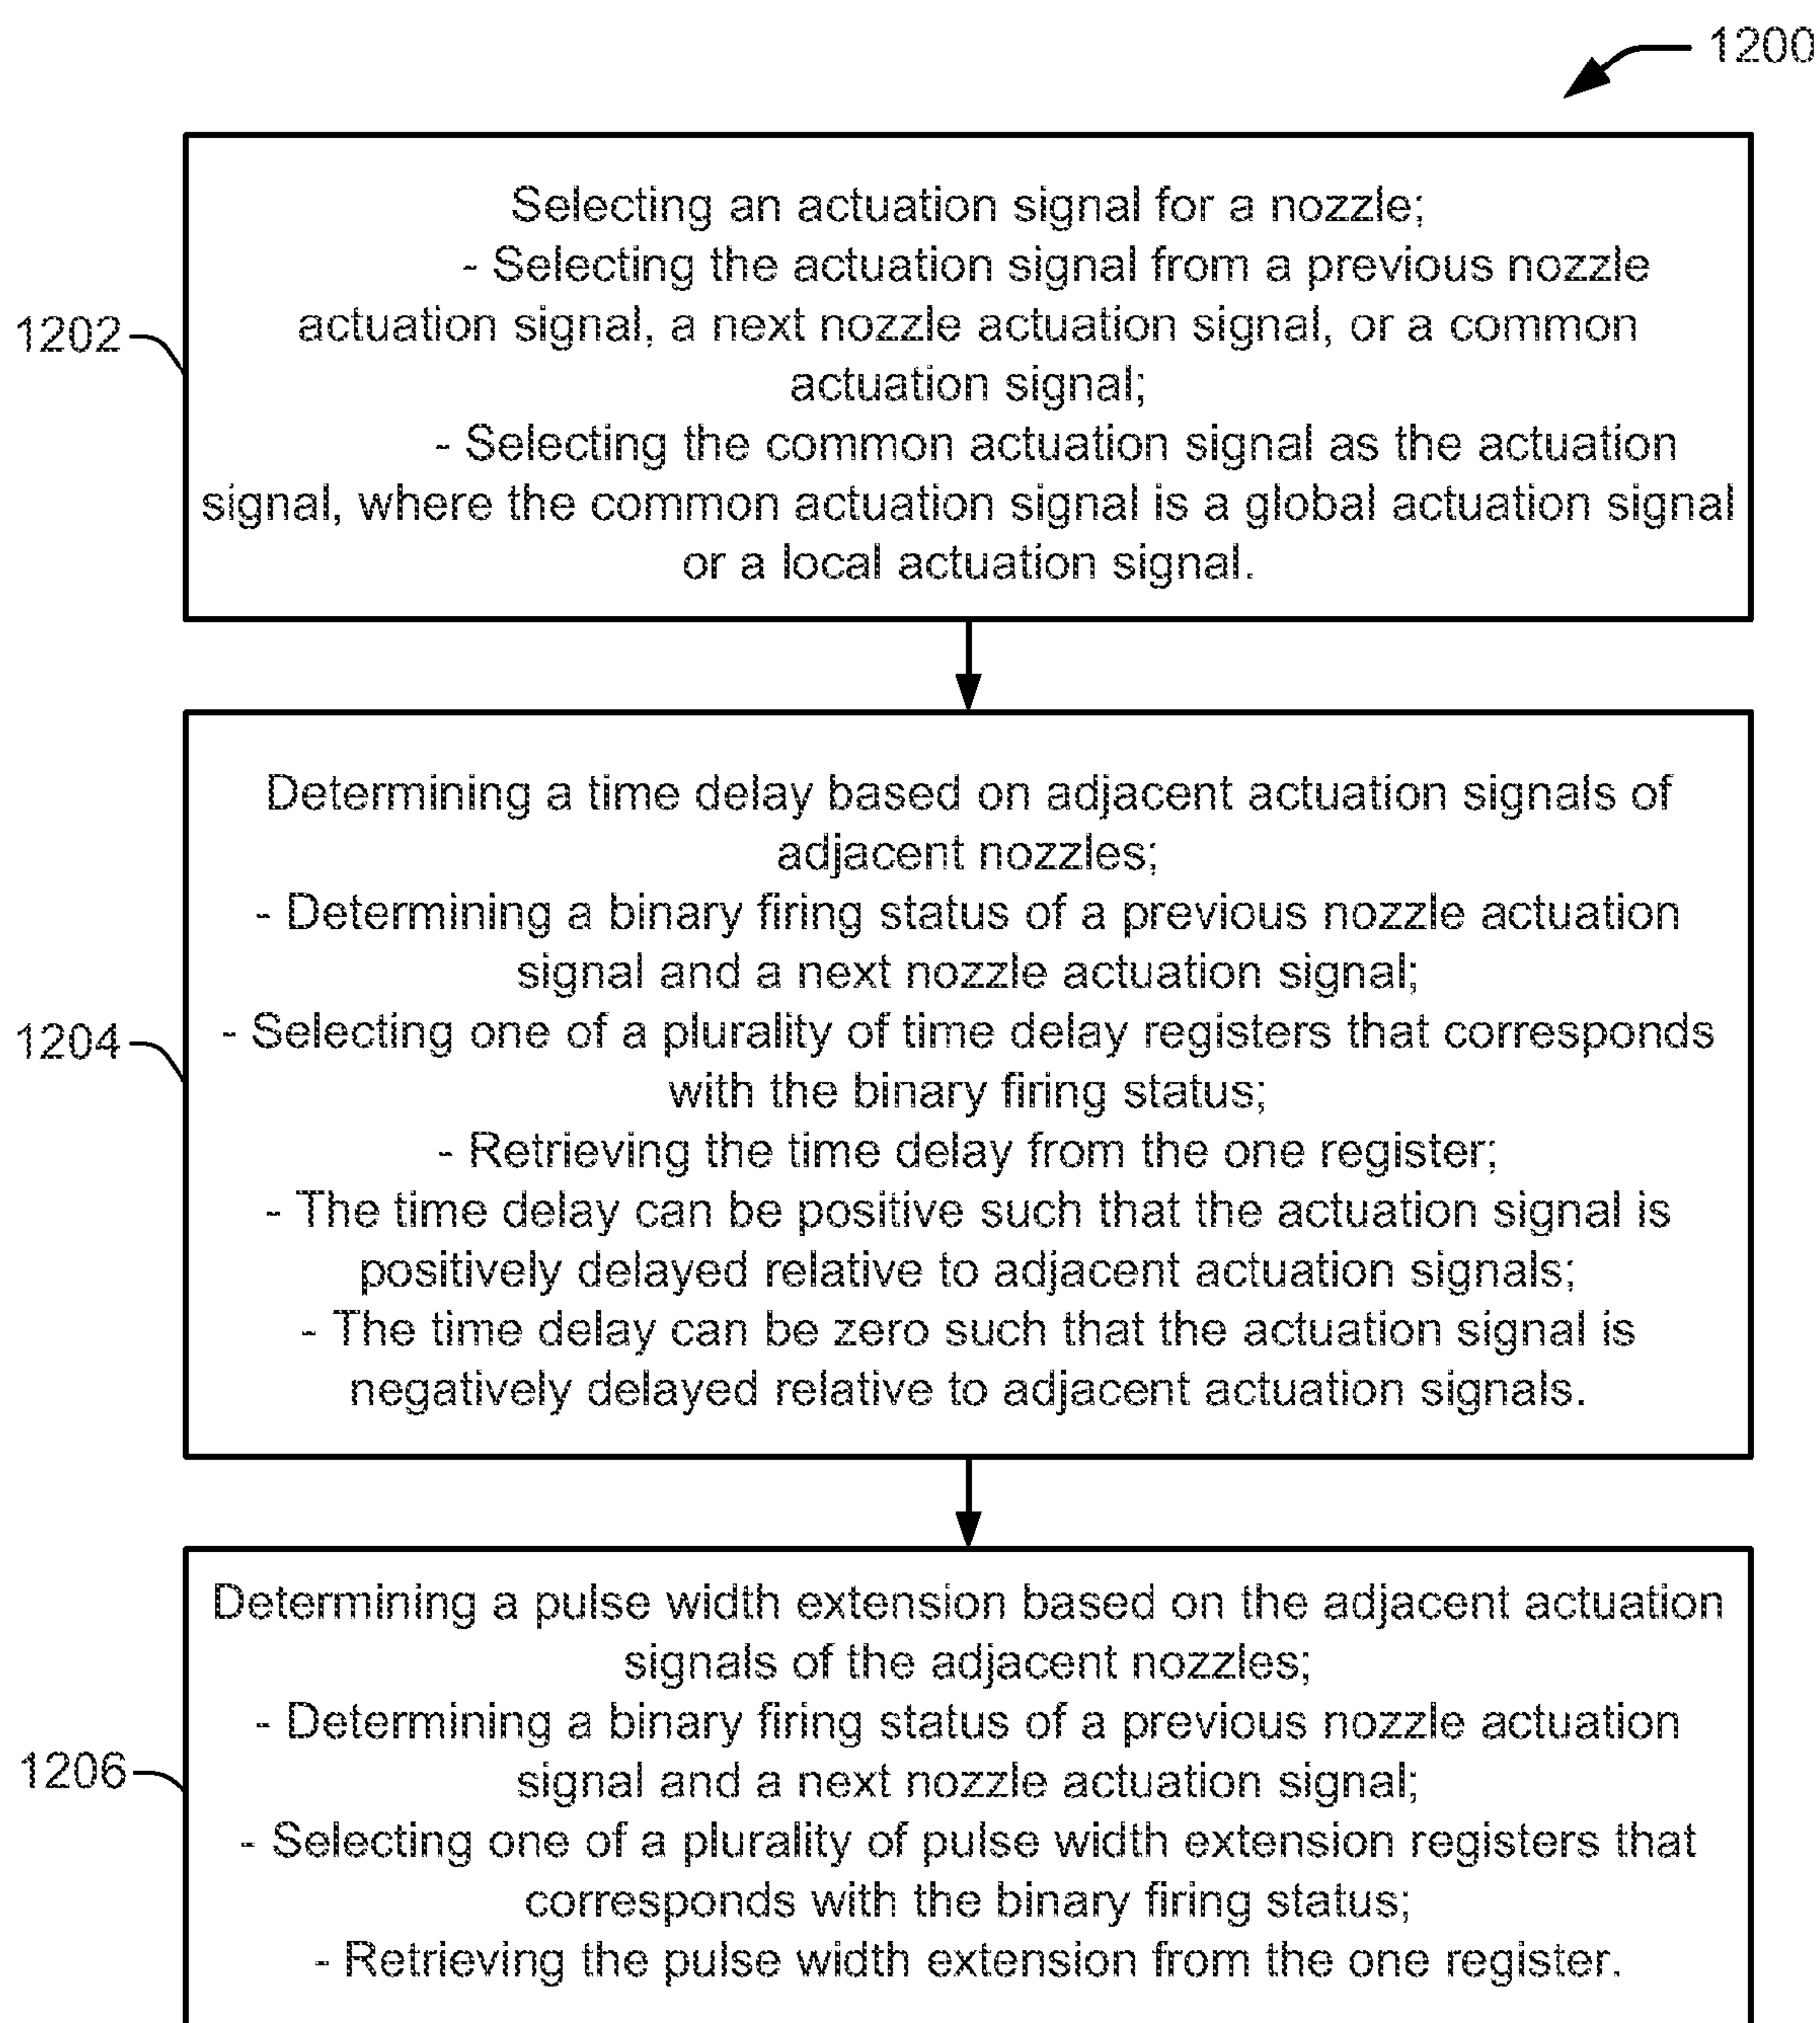 1200
Selecting an actuation signal for a nozzle;
- Selecting the actuation signal from a previous nozzle
actuation signal, a next nozzle actuation signal, or a common
actuation signal;
- Selecting the common actuation signal as the actuation
signal, where the common actuation signal is a global actuation signal
or a local actuation signal.
1202
Determining a time delay based on adjacent actuation signals of
adjacent nozzles;
- Determining a binary firing status of a previous nozzle actuation
signal and a next nozzle actuation signal;
- Selecting one of a plurality of time delay registers that corresponds
with the binary firing status;
- Retrieving the time delay from the one register;
- The time delay can be positive such that the actuation signal is
positively delayed relative to adjacent actuation signals;
- The time delay can be zero such that the actuation signal is
negatively delayed relative to adjacent actuation signals.
1204
Determining a pulse width extension based on the adjacent actuation
signals of the adjacent nozzles;
- Determining a binary firing status of a previous nozzle actuation
signal and a next nozzle actuation signal;
- Selecting one of a plurality of pulse width extension registers that
corresponds with the binary firing status;
- Retrieving the pulse width extension from the one register.
1206